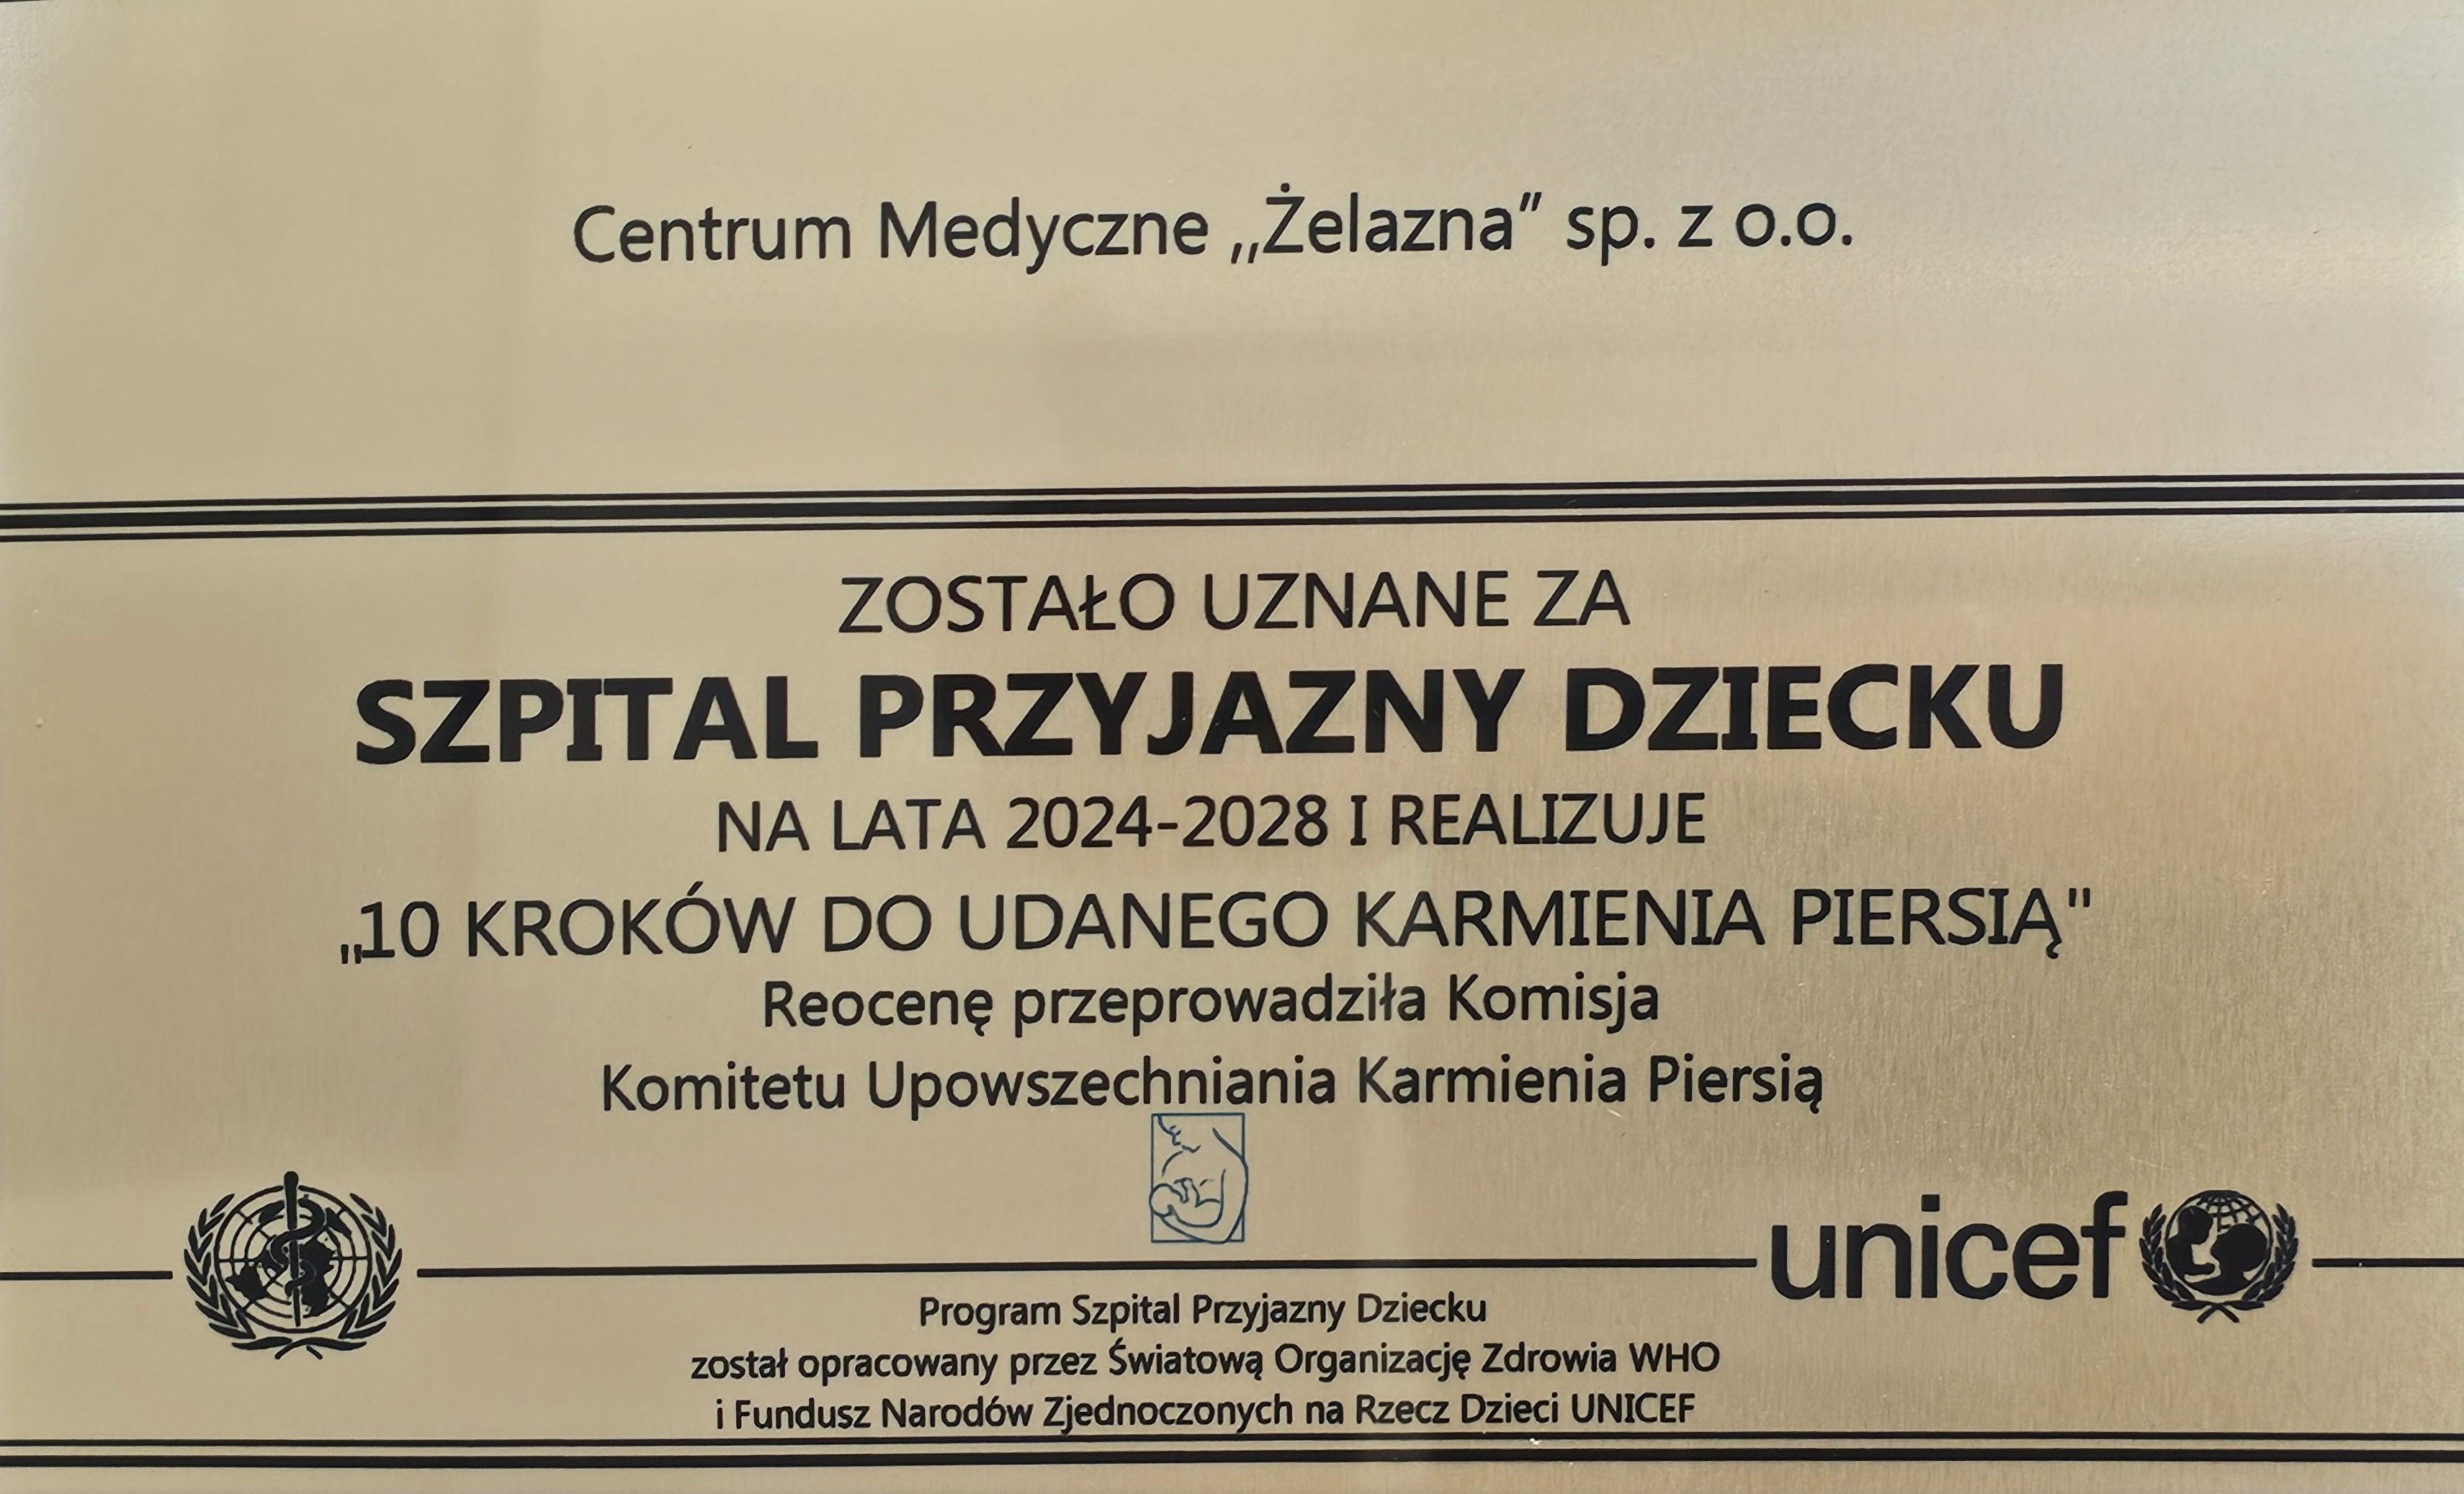 Centrum Medyczne ,,Żelazna" sp. z o.o.
ZOSTAŁO UZNANE ZA
SZPITAL PRZYJAZNY DZIECKU
NA LATA 2024-2028 I REALIZUJE
„10 KROKÓW DO UDANEGO KARMIENIA PIERSIĄ"
Reocenę przeprowadziła Komisja
Komitetu Upowszechniania Karmienia Piersią
unicef
Program Szpital Przyjazny Dziecku
został opracowany przez Światową Organizację Zdrowia WHO
i Fundusz Narodów Zjednoczonych na Rzecz Dzieci UNICEF